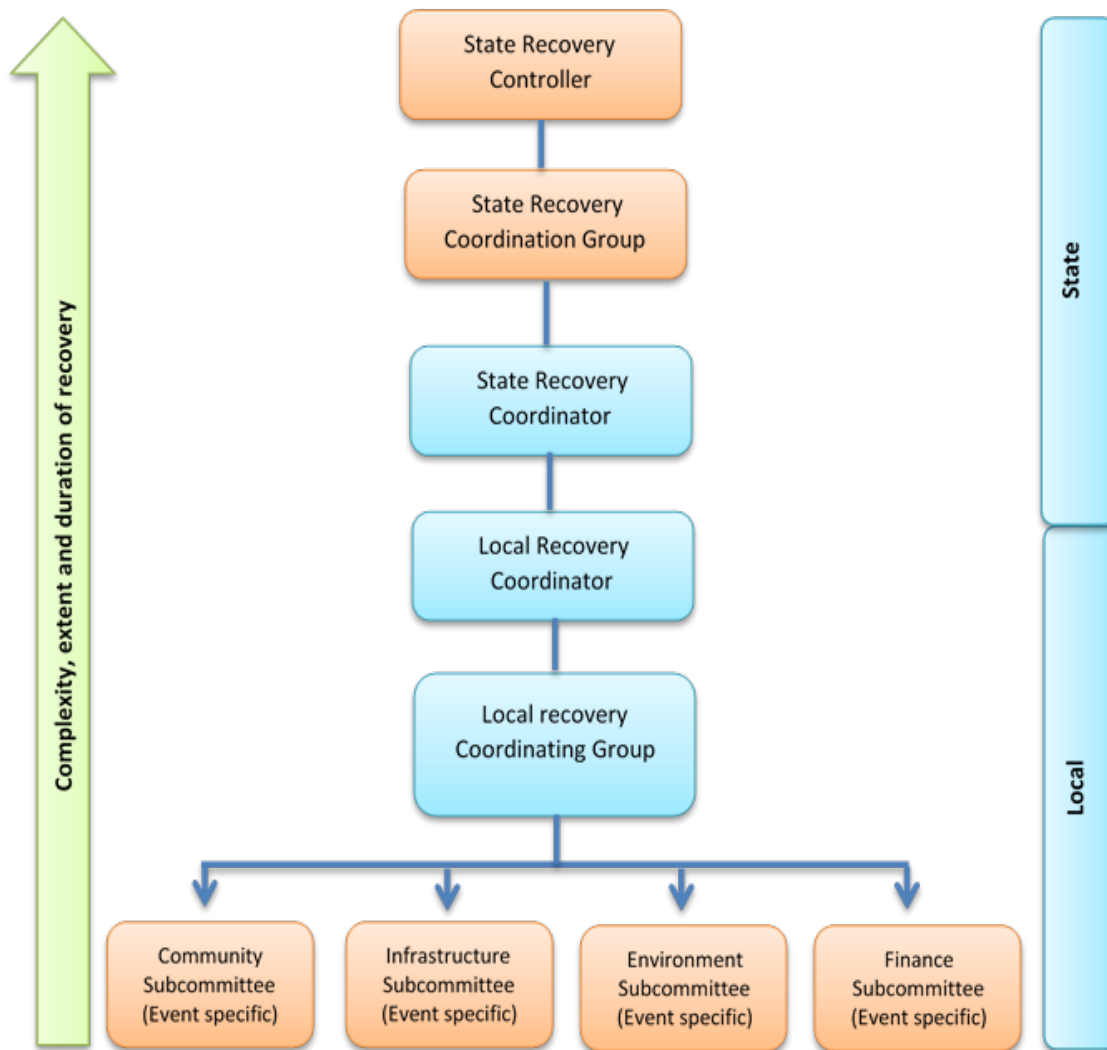 State Recovery
Controller
State Recovery
Coordination Group
State Recovery
Coordinator
Local Recovery
Coordinator
Local recovery
Coordinating Group
Community
Subcommittee
(Event specific)
Infrastructure
Subcommittee
(Event specific)
Environment
Subcommittee
(Event specific)
Finance
Subcommittee
(Event specific)
Complexity, extent and duration of recovery
State
Local